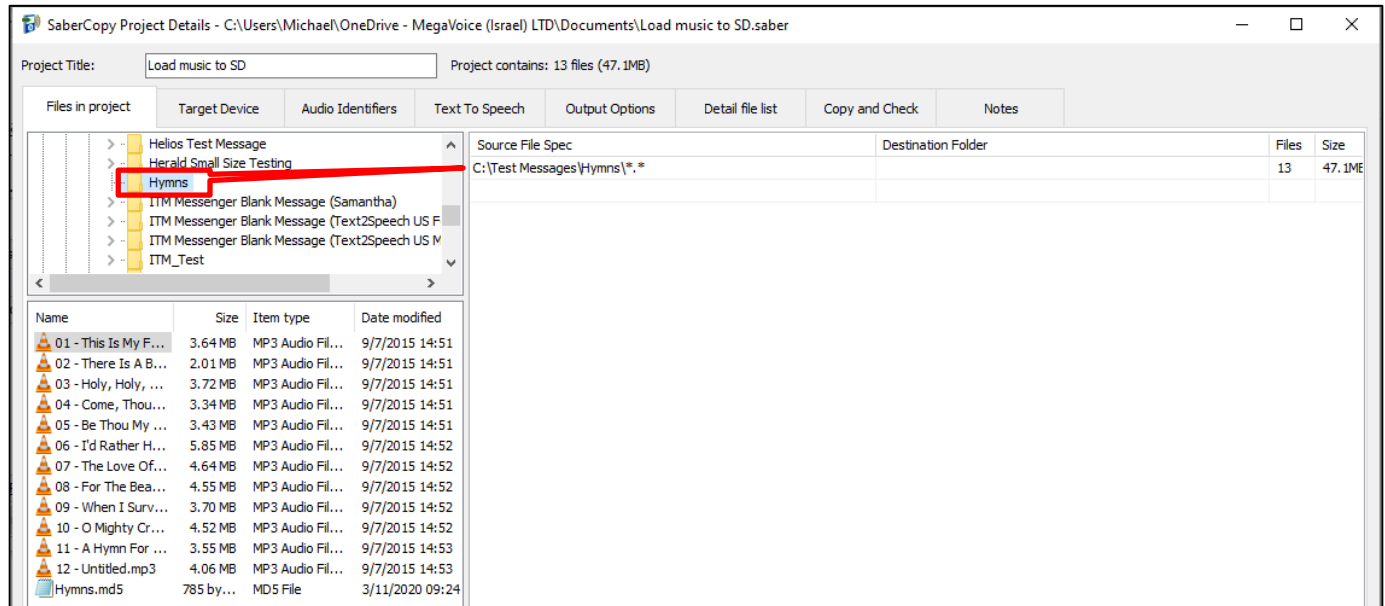 SaberCopy Project Details - C:\Users\Michael\OneDrive - MegaVoice (Israel) LTD\Documents\Load music to SD.saber
Project Title: Load music to SD Project contains: 13 files (47.1MB)
Files in project Target Device Audio Identifiers Text To Speech Output Options Detail file list Copy and Check Notes
Helios Test Message
Herald Small Size Testing
Hymns
ITM Messenger Blank Message (Samantha)
ITM Messenger Blank Message (Text2Speech US F
ITM Messenger Blank Message (Text2Speech US M
ITM_Test
Source File Spec Destination Folder Files Size
C:\Test Messages\Hymns\*.* 13 47.1ME
Name Size Item type Date modified
01 - This Is My F... 3.64 MB MP3 Audio Fil... 9/7/2015 14:51
02 - There Is A B... 2.01 MB MP3 Audio Fil... 9/7/2015 14:51
03 - Holy, Holy, ... 3.72 MB MP3 Audio Fil... 9/7/2015 14:51
04 - Come, Thou... 3.34 MB MP3 Audio Fil... 9/7/2015 14:51
05 - Be Thou My ... 3.43 MB MP3 Audio Fil... 9/7/2015 14:51
06 - I'd Rather H... 5.85 MB MP3 Audio Fil... 9/7/2015 14:52
07 - The Love Of... 4.64 MB MP3 Audio Fil... 9/7/2015 14:52
08 - For The Bea... 4.55 MB MP3 Audio Fil... 9/7/2015 14:52
09 - When I Surv... 3.70 MB MP3 Audio Fil... 9/7/2015 14:52
10 - O Mighty Cr... 4.52 MB MP3 Audio Fil... 9/7/2015 14:52
11 - A Hymn For ... 3.55 MB MP3 Audio Fil... 9/7/2015 14:53
12 - Untitled.mp3 4.06 MB MP3 Audio Fil... 9/7/2015 14:53
Hymns.md5 785 by... MD5 File 3/11/2020 09:24